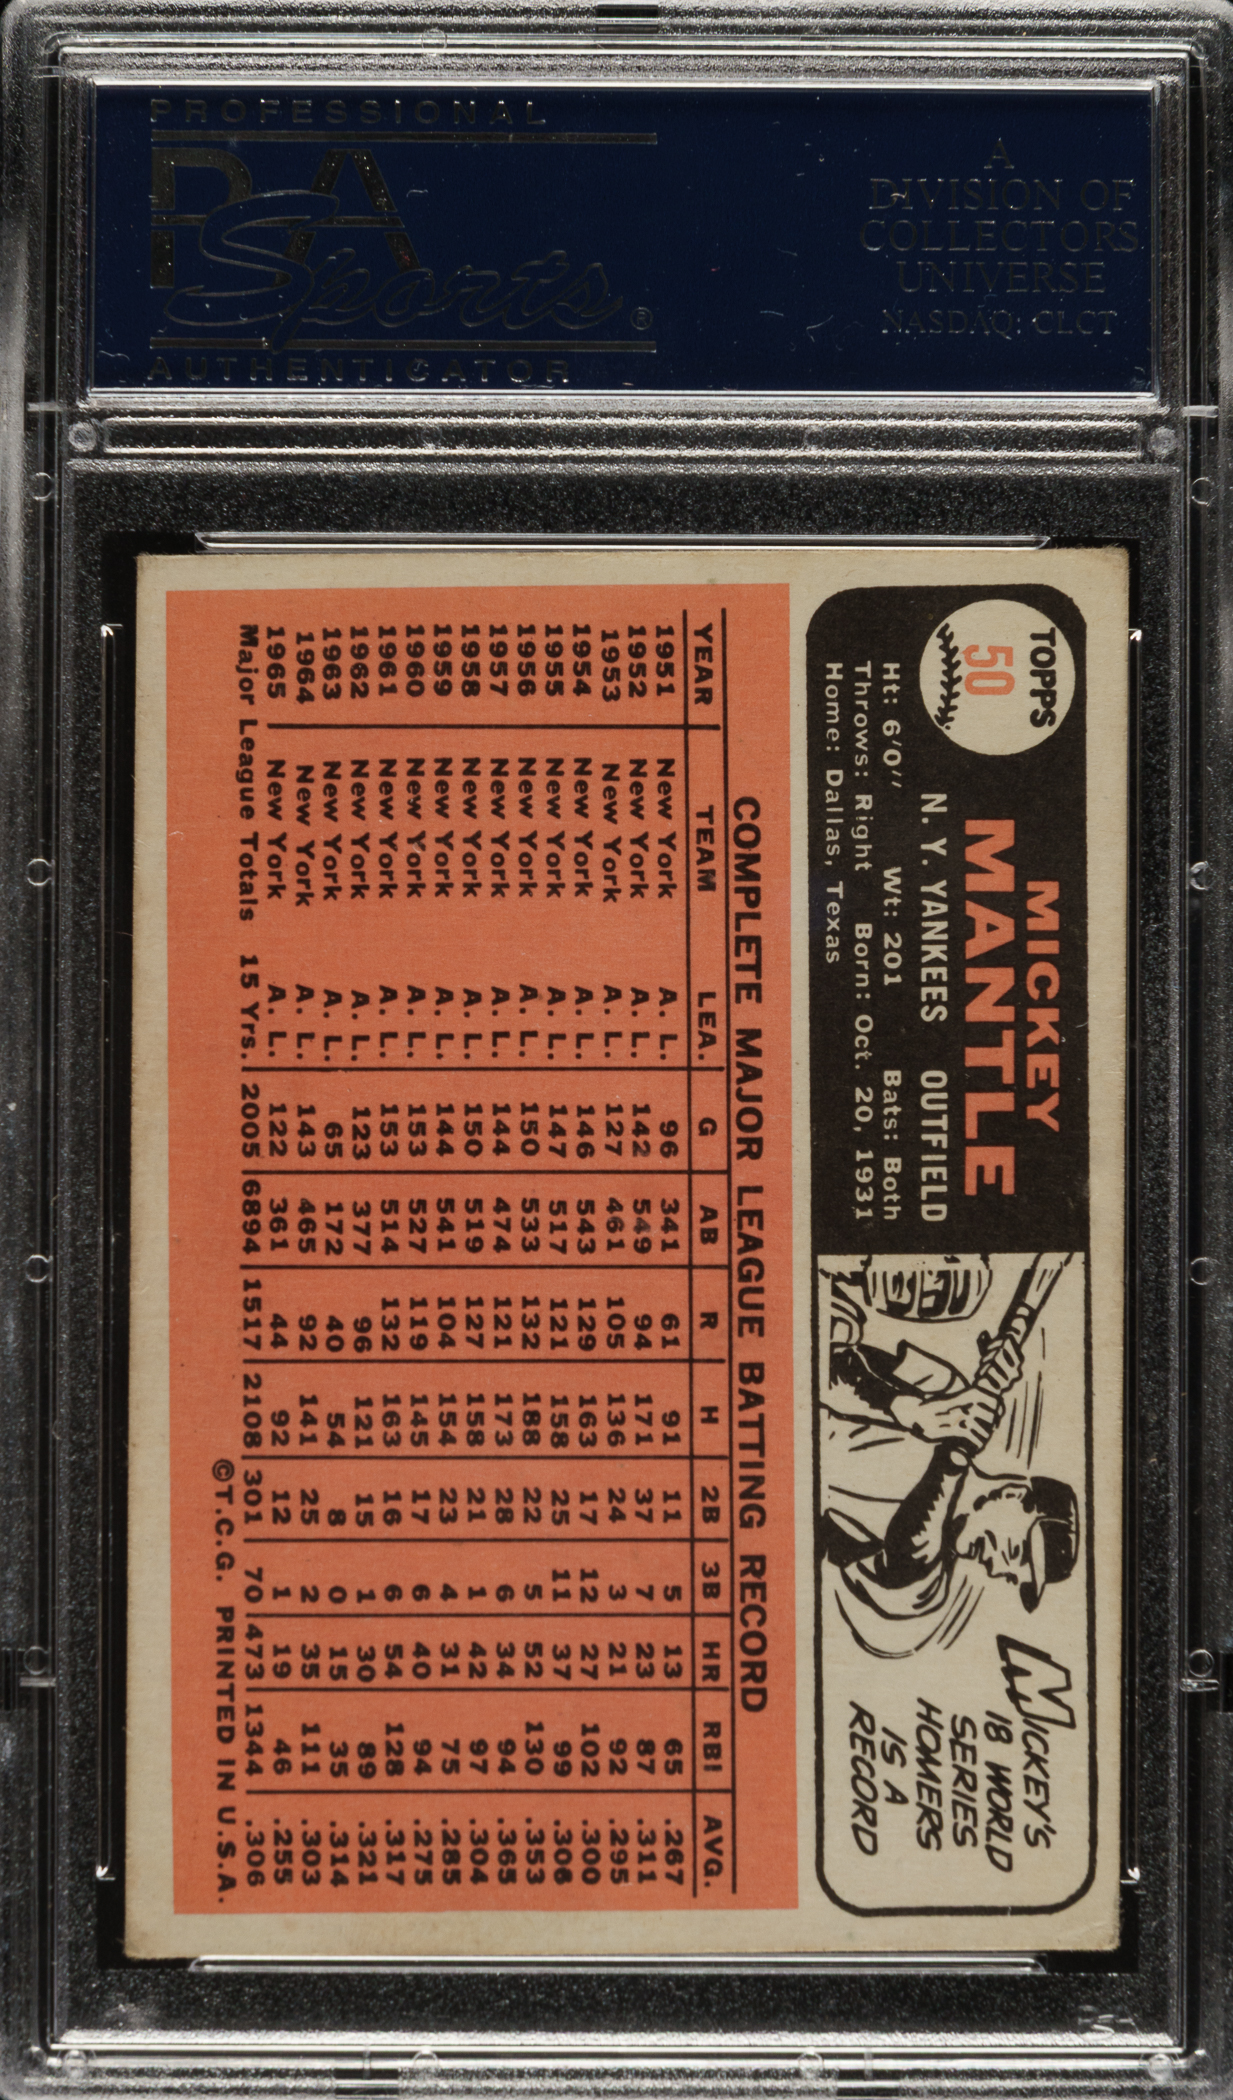 PROFESSIONAL
PSA
Sports®
AUTHENTICATOR
A
DIVISION OF
COLLECTORS
UNIVERSE
NASDAQ: CLCT
TOPPS
50
MICKEY
MANTLE
N. Y. YANKEES OUTFIELD
Ht: 6'0" Wt: 201 Bats: Both
Throws: Right Born: Oct. 20, 1931
Home: Dallas, Texas
MICKEY'S
18 WORLD
SERIES
HOMERS
IS A
RECORD
COMPLETE MAJOR LEAGUE BATTING RECORD
YEAR TEAM LEA. G AB R H 2B 3B HR RBI AVG.
1951 New York A. L. 96 341 61 91 11 5 13 65 .267
1952 New York A. L. 142 549 94 171 37 7 23 87 .311
1953 New York A. L. 127 461 105 136 24 3 21 92 .295
1954 New York A. L. 146 543 129 163 17 12 27 102 .300
1955 New York A. L. 147 517 121 158 25 11 37 99 .306
1956 New York A. L. 150 533 132 188 22 5 52 130 .353
1957 New York A. L. 144 474 121 173 28 6 34 94 .365
1958 New York A. L. 150 519 127 158 21 1 42 97 .304
1959 New York A. L. 144 541 104 154 23 4 31 75 .285
1960 New York A. L. 153 527 119 145 17 6 40 94 .275
1961 New York A. L. 153 514 132 163 16 6 54 128 .317
1962 New York A. L. 123 377 96 121 15 1 30 89 .321
1963 New York A. L. 65 172 40 54 8 0 15 35 .314
1964 New York A. L. 143 465 92 141 25 2 35 111 .303
1965 New York A. L. 122 361 44 92 12 1 19 46 .255
Major League Totals 15 Yrs. 2005 6894 1517 2108 301 70 473 1344 .306
©T.C.G. PRINTED IN U.S.A.